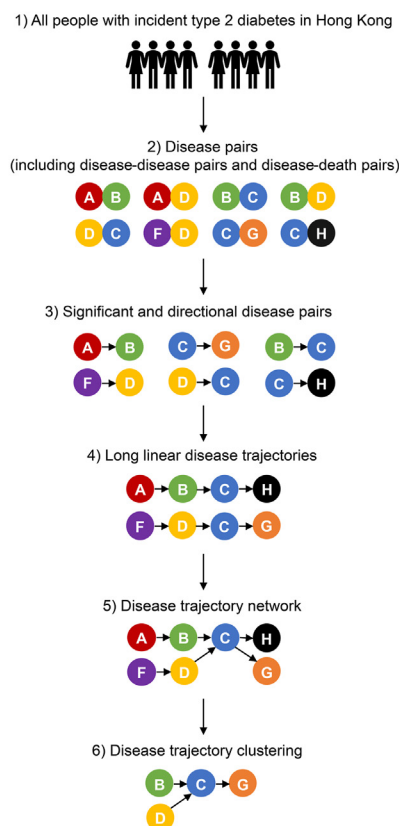 1) All people with incident type 2 diabetes in Hong Kong
2) Disease pairs
(including disease-disease pairs and disease-death pairs)
A B A D B C B D
D C F D C G C H
3) Significant and directional disease pairs
A B C G B C
F D D C C H
4) Long linear disease trajectories
A B C H
F D C G
5) Disease trajectory network
A B C H
F D G
6) Disease trajectory clustering
B C G
D